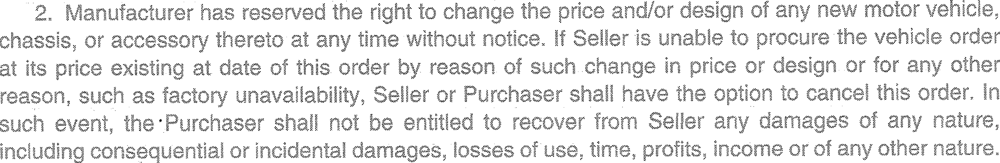 2. Manufacturer has reserved the right to change the price and/or design of any new motor vehicle,
chassis, or accessory thereto at any time without notice. If Seller is unable to procure the vehicle order
at its price existing at date of this order by reason of such change in price or design or for any other
reason, such as factory unavailability, Seller or Purchaser shall have the option to cancel this order. In
such event, the Purchaser shall not be entitled to recover from Seller any damages of any nature,
including consequential or incidental damages, losses of use, time, profits, income or of any other nature.